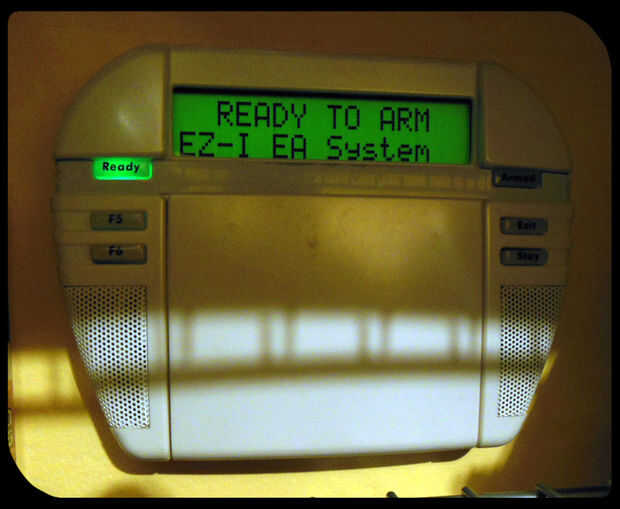 READY TO ARM
EZ-I EA System
Ready
Armed
F5
Exit
F6
Stay